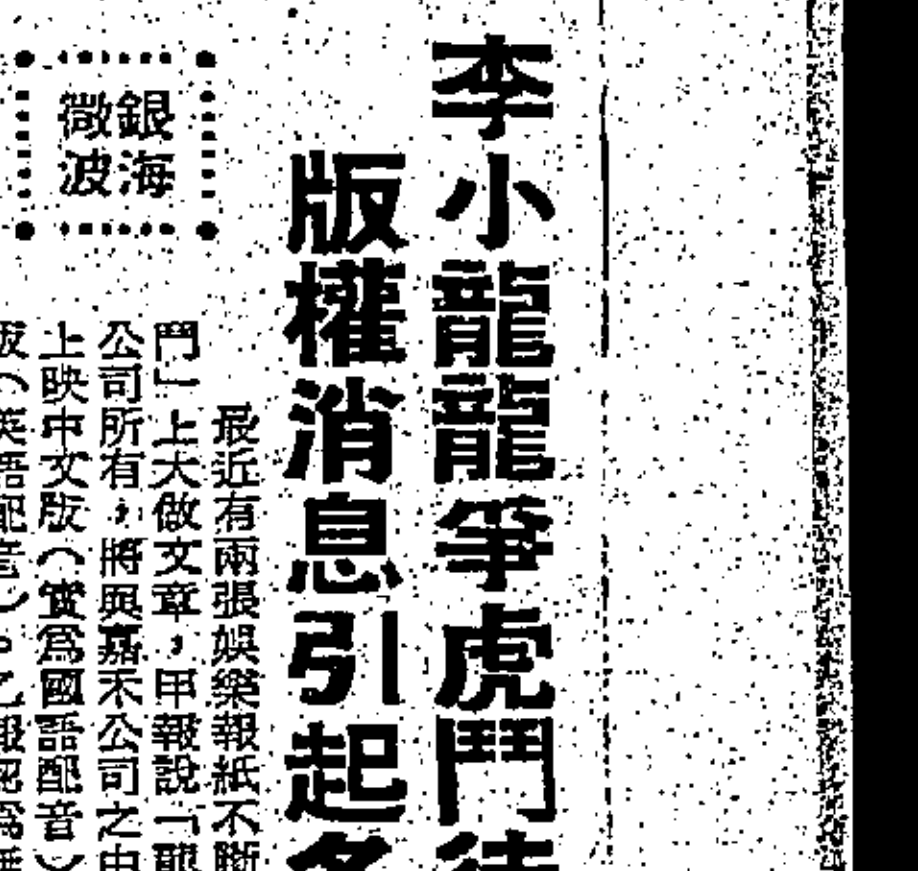 李小龍龍爭虎鬥
版權消息引起
銀海
微波
最近有兩張娛樂報紙不斷
鬥」上大做文章，甲報說「龍
公司所有，將與嘉禾公司之中
上映中文版（實爲國語配音）
版（英語配音）。乙報認爲